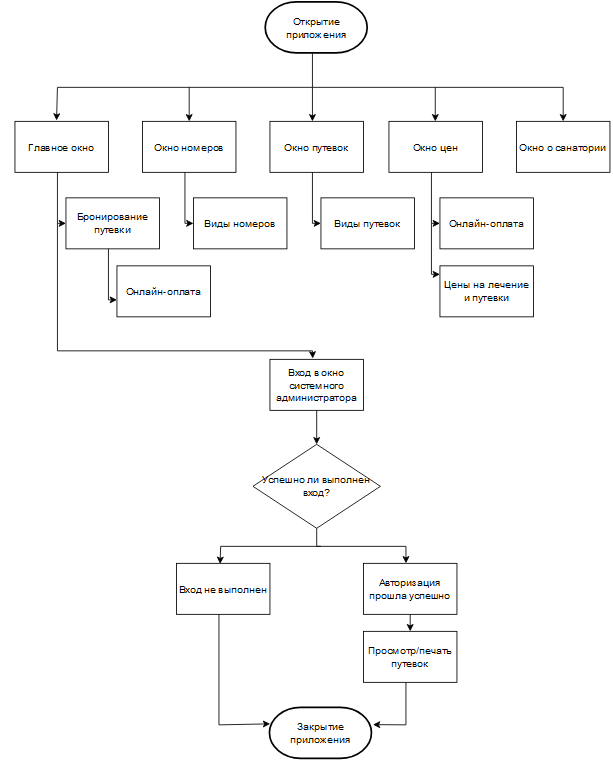 Открытие
приложения
Главное окно
Окно номеров
Окно путевок
Окно цен
Окно о санатории
Бронирование
путевки
Виды номеров
Виды путевок
Онлайн-оплата
Онлайн-оплата
Цены на лечение
и путевки
Вход в окно
системного
администратора
Успешно ли выполнен
вход?
Вход не выполнен
Авторизация
прошла успешно
Просмотр/печать
путевок
Закрытие
приложения